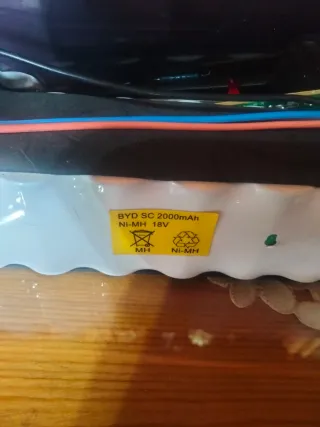 BYD SC 2000mAh
Ni-MH 18V
MH Ni-MH